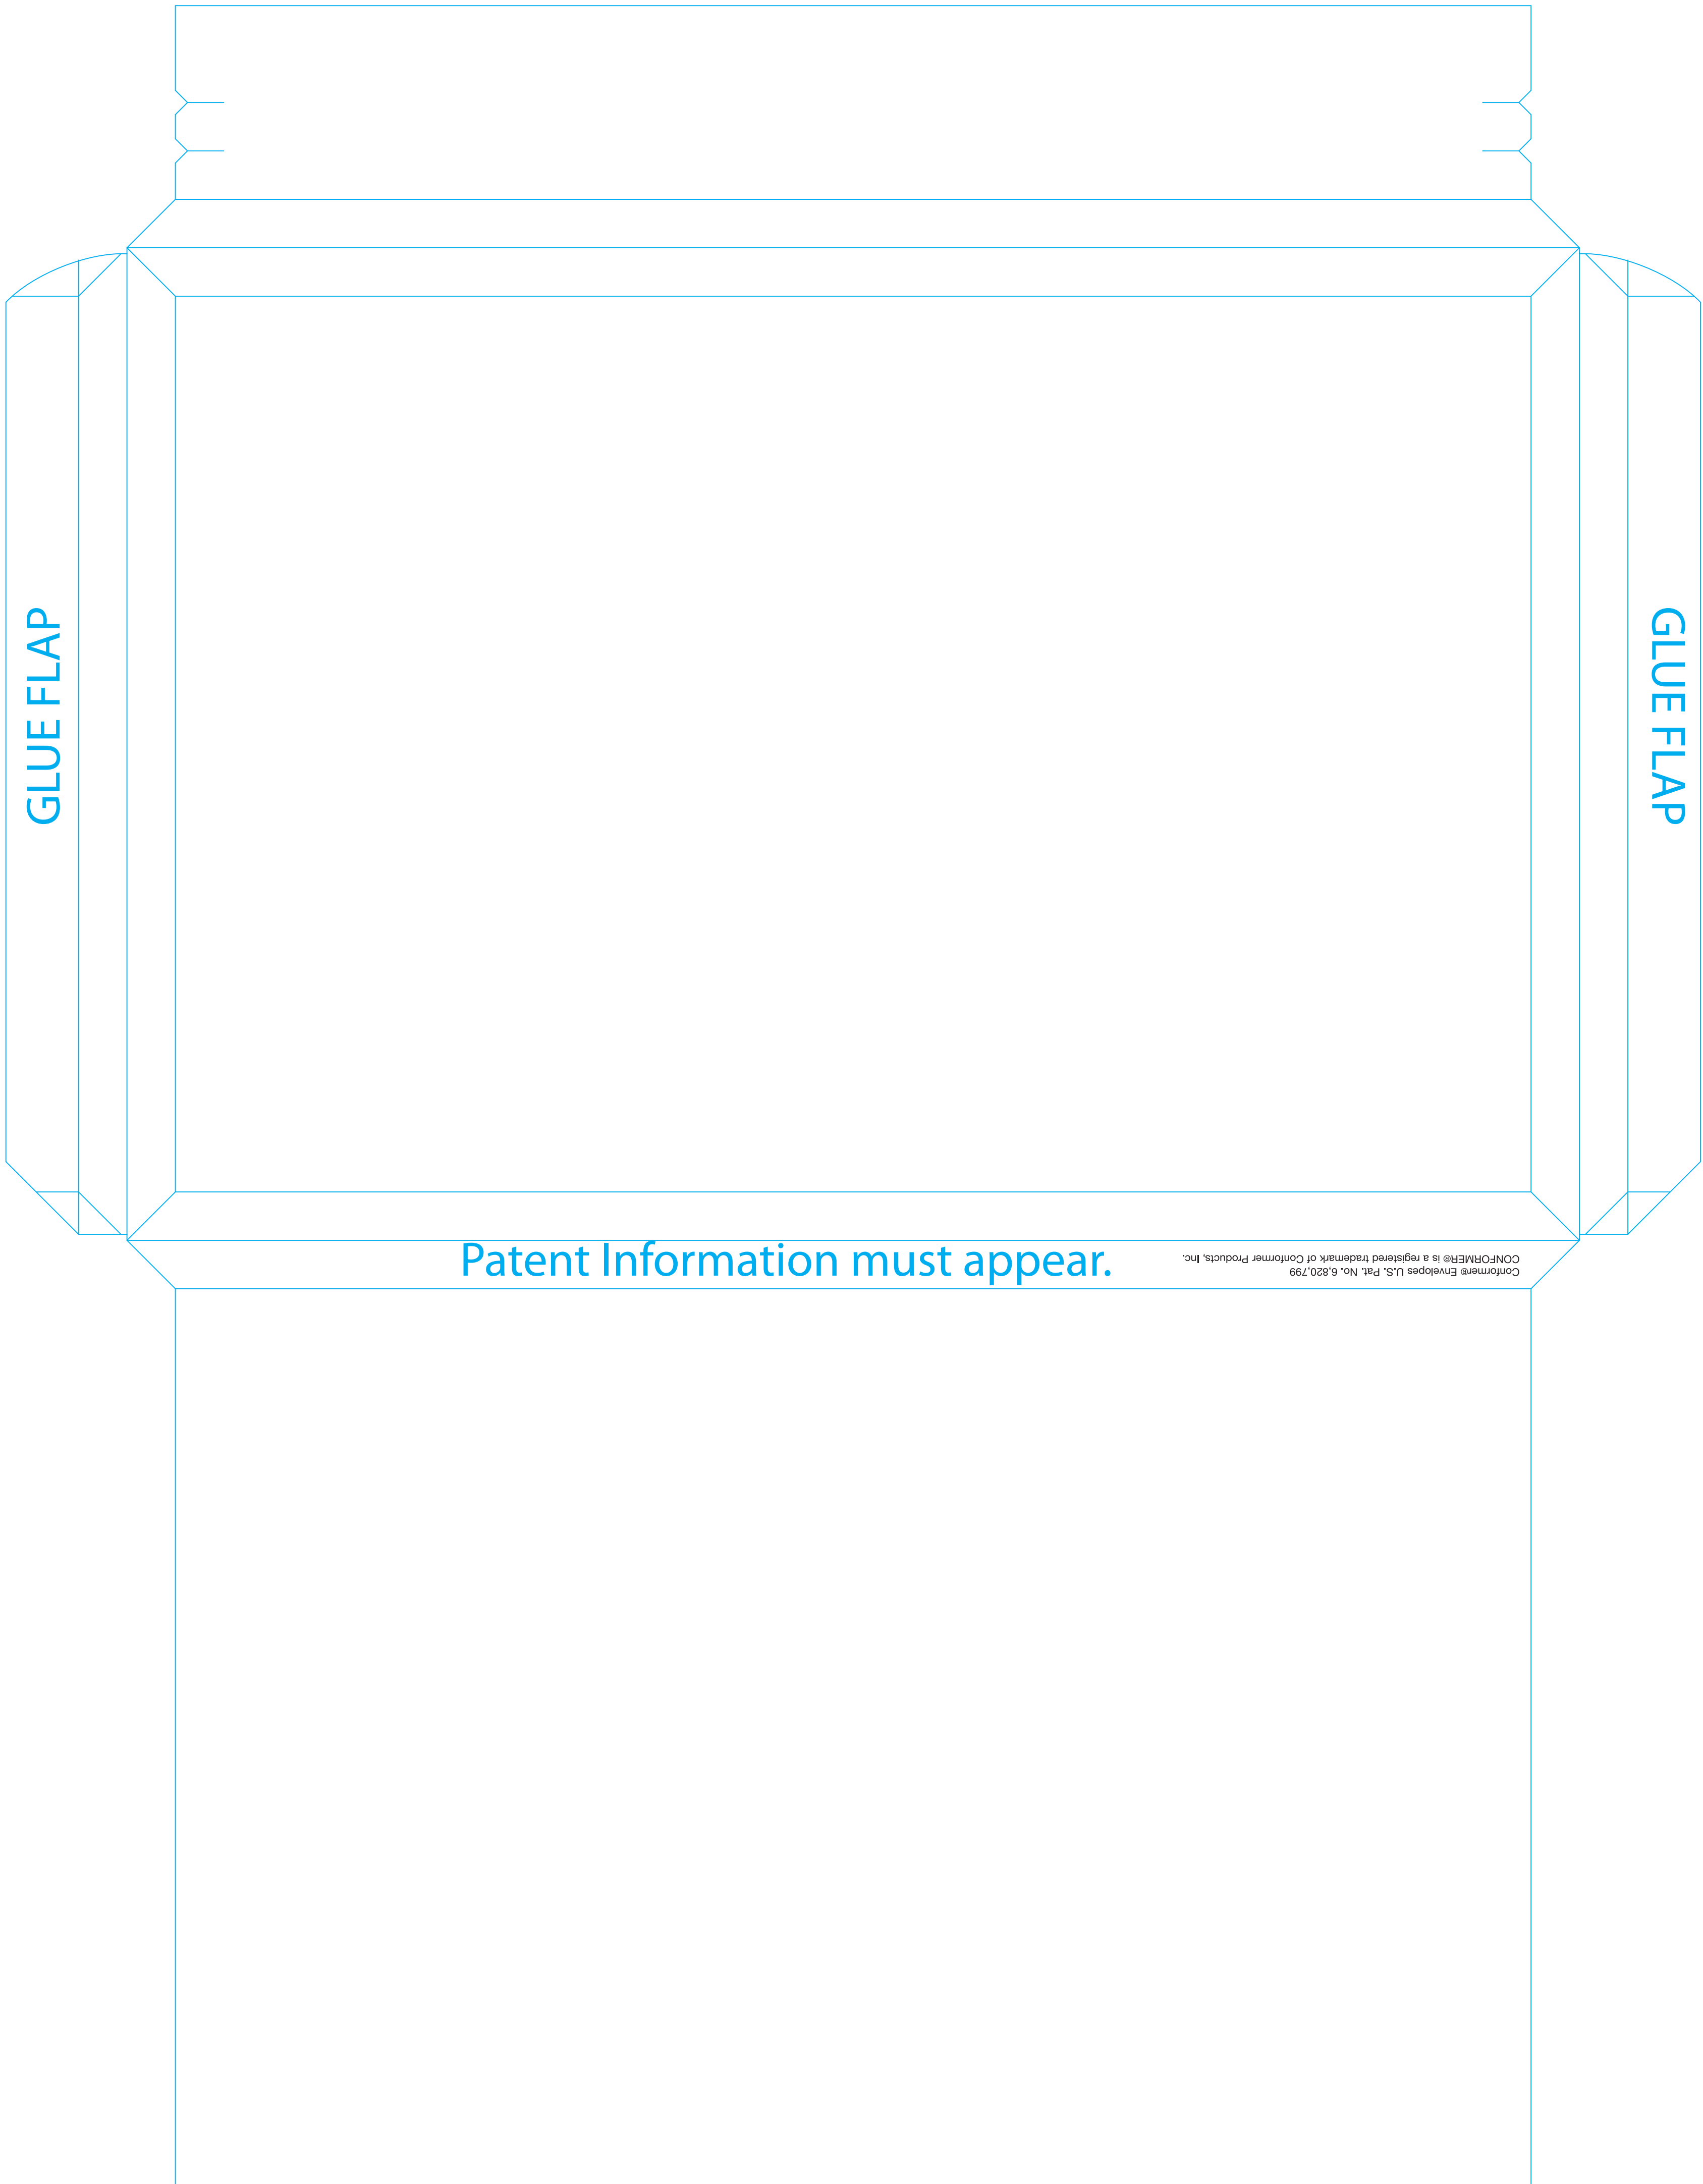 GLUE FLAP
GLUE FLAP
Patent Information must appear.
Conformer® Envelopes U.S. Pat. No. 6,820,799
CONFORMER® is a registered trademark of Conformer Products, Inc.